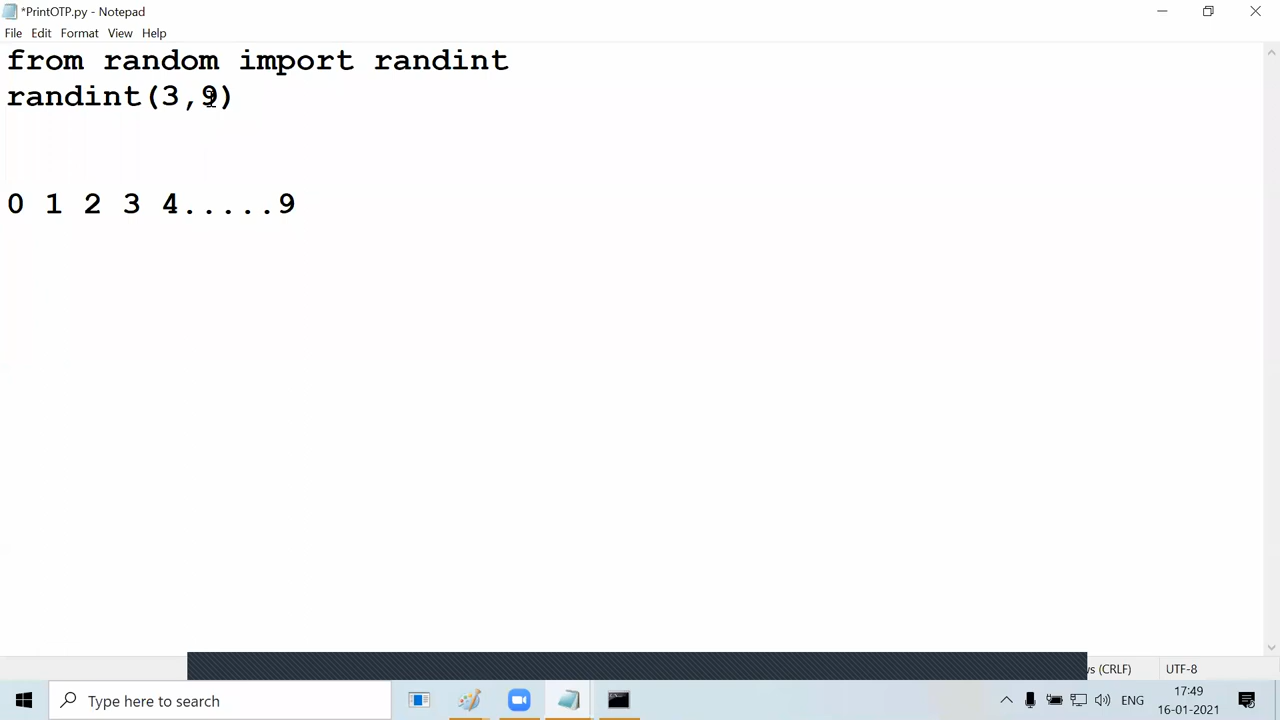 *PrintOTP.py - Notepad
File Edit Format View Help
from random import randint
randint(3,9)
0 1 2 3 4.....9
(CRLF) UTF-8
Type here to search
ENG
17:49
16-01-2021